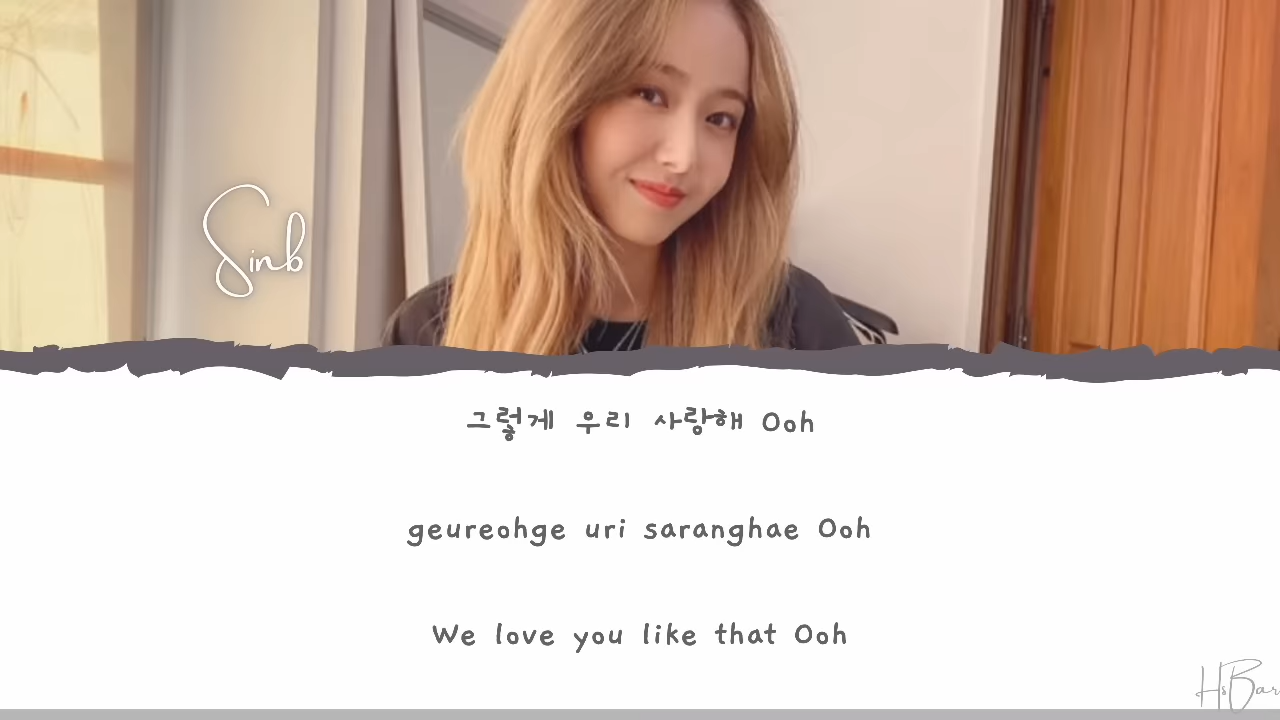 Sinb
그렇게 우리 사랑해 Ooh
geureohge uri saranghae Ooh
We love you like that Ooh